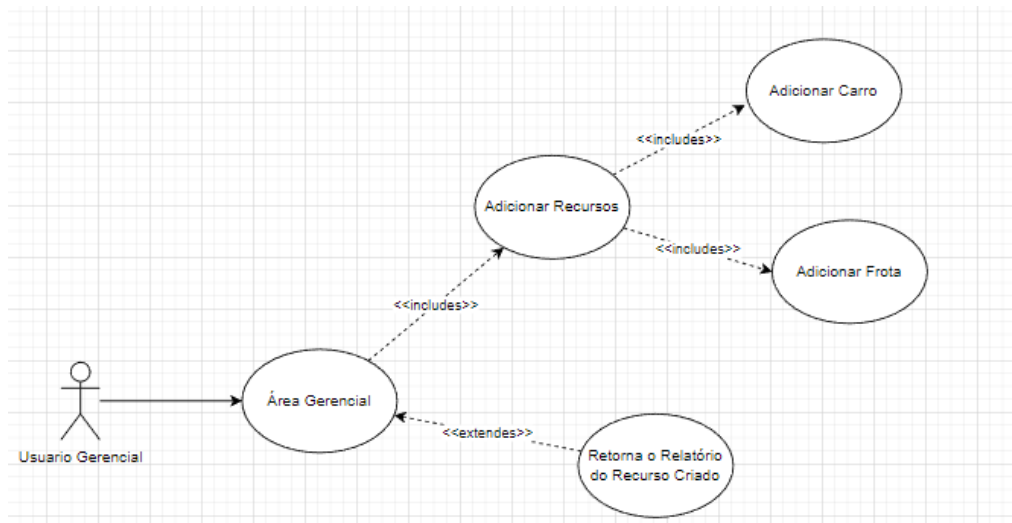 Adicionar Carro
<<includes>>
Adicionar Recursos
<<includes>>
Adicionar Frota
<<includes>>
Área Gerencial
<<extendes>>
Retorna o Relatório
do Recurso Criado
Usuario Gerencial